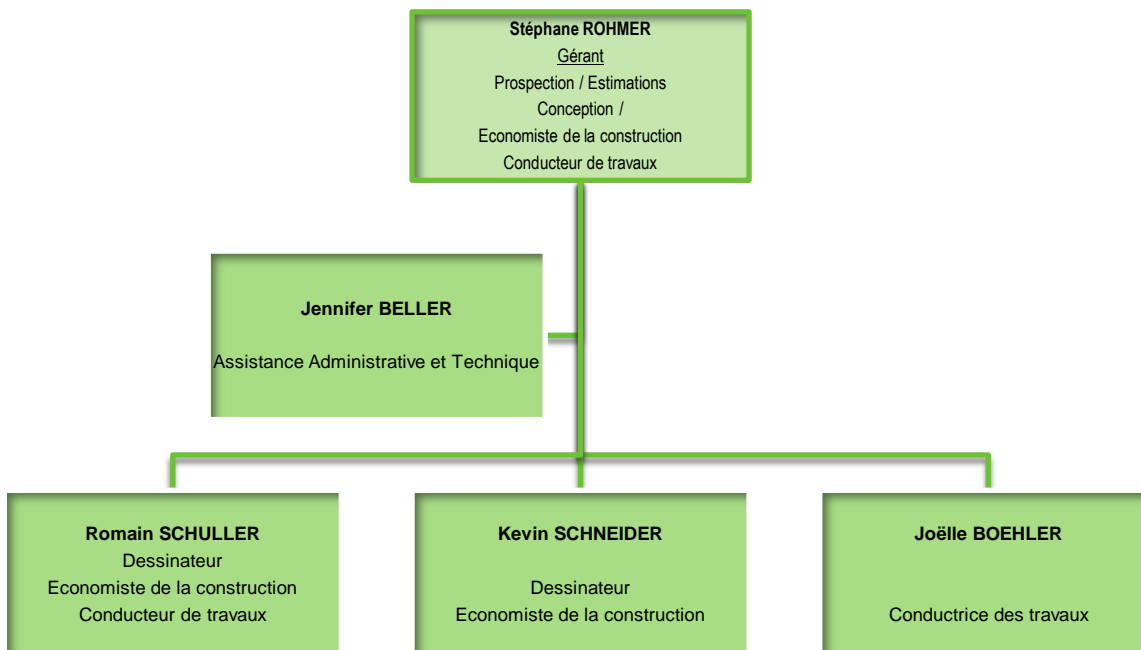 Stéphane ROHMER
Gérant
Prospection / Estimations
Conception /
Economiste de la construction
Conducteur de travaux
Jennifer BELLER
Assistance Administrative et Technique
Romain SCHULLER
Dessinateur
Economiste de la construction
Conducteur de travaux
Kevin SCHNEIDER
Dessinateur
Economiste de la construction
Joëlle BOEHLER
Conductrice des travaux